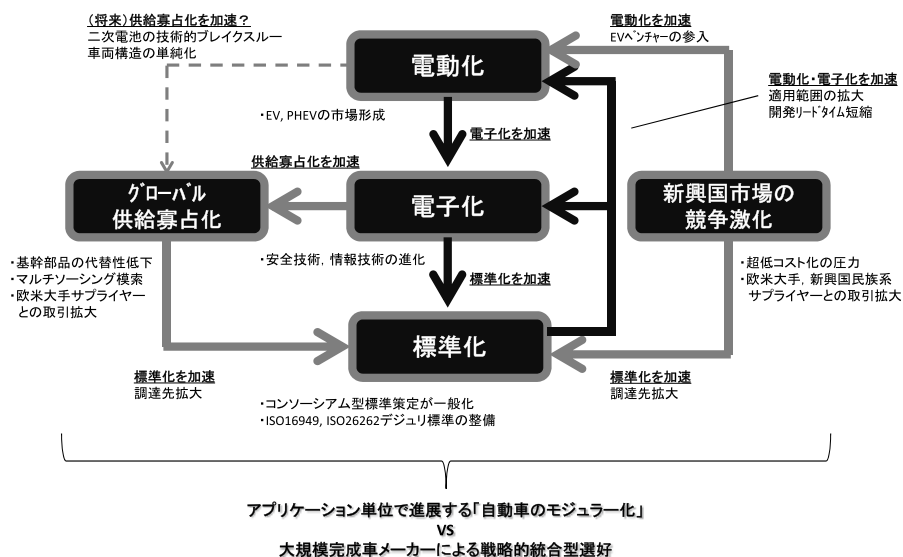 （将来）供給寡占化を加速？
二次電池の技術的ブレイクスルー
車両構造の単純化
電動化
電動化を加速
EVベンチャーの参入
電動化・電子化を加速
適用範囲の拡大
開発リードタイム短縮
・EV, PHEVの市場形成
電子化を加速
供給寡占化を加速
グローバル
供給寡占化
電子化
新興国市場の
競争激化
・基幹部品の代替性低下
・マルチソーシング模索
・欧米大手サプライヤー
との取引拡大
・安全技術，情報技術の進化
標準化を加速
・超低コスト化の圧力
・欧米大手，新興国民族系
サプライヤーとの取引拡大
標準化
標準化を加速
調達先拡大
標準化を加速
調達先拡大
・コンソーシアム型標準策定が一般化
・ISO16949, ISO26262デジュリ標準の整備
アプリケーション単位で進展する「自動車のモジュラー化」
VS
大規模完成車メーカーによる戦略的統合型選好